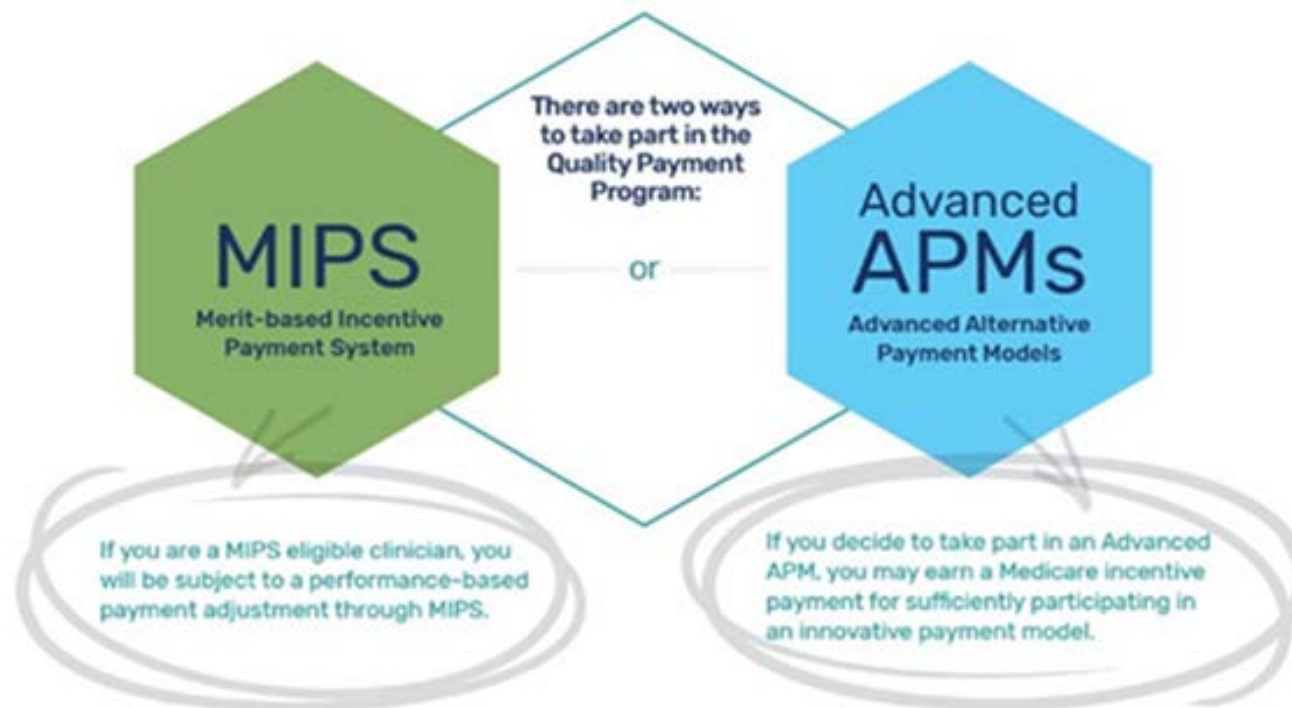 There are two ways
to take part in the
Quality Payment
Program:
MIPS
Merit-based Incentive
Payment System
or
Advanced
APMs
Advanced Alternative
Payment Models
If you are a MIPS eligible clinician, you
will be subject to a performance-based
payment adjustment through MIPS.
If you decide to take part in an Advanced
APM, you may earn a Medicare incentive
payment for sufficiently participating in
an innovative payment model.